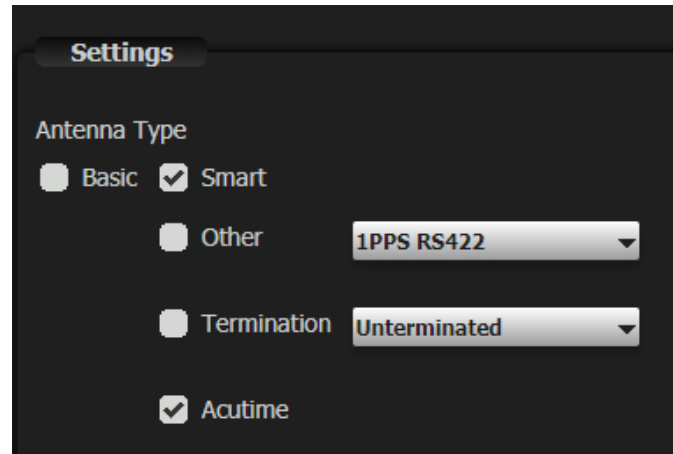 Settings
Antenna Type
Basic Smart
Other 1PPS RS422
Termination Unterminated
Acutime